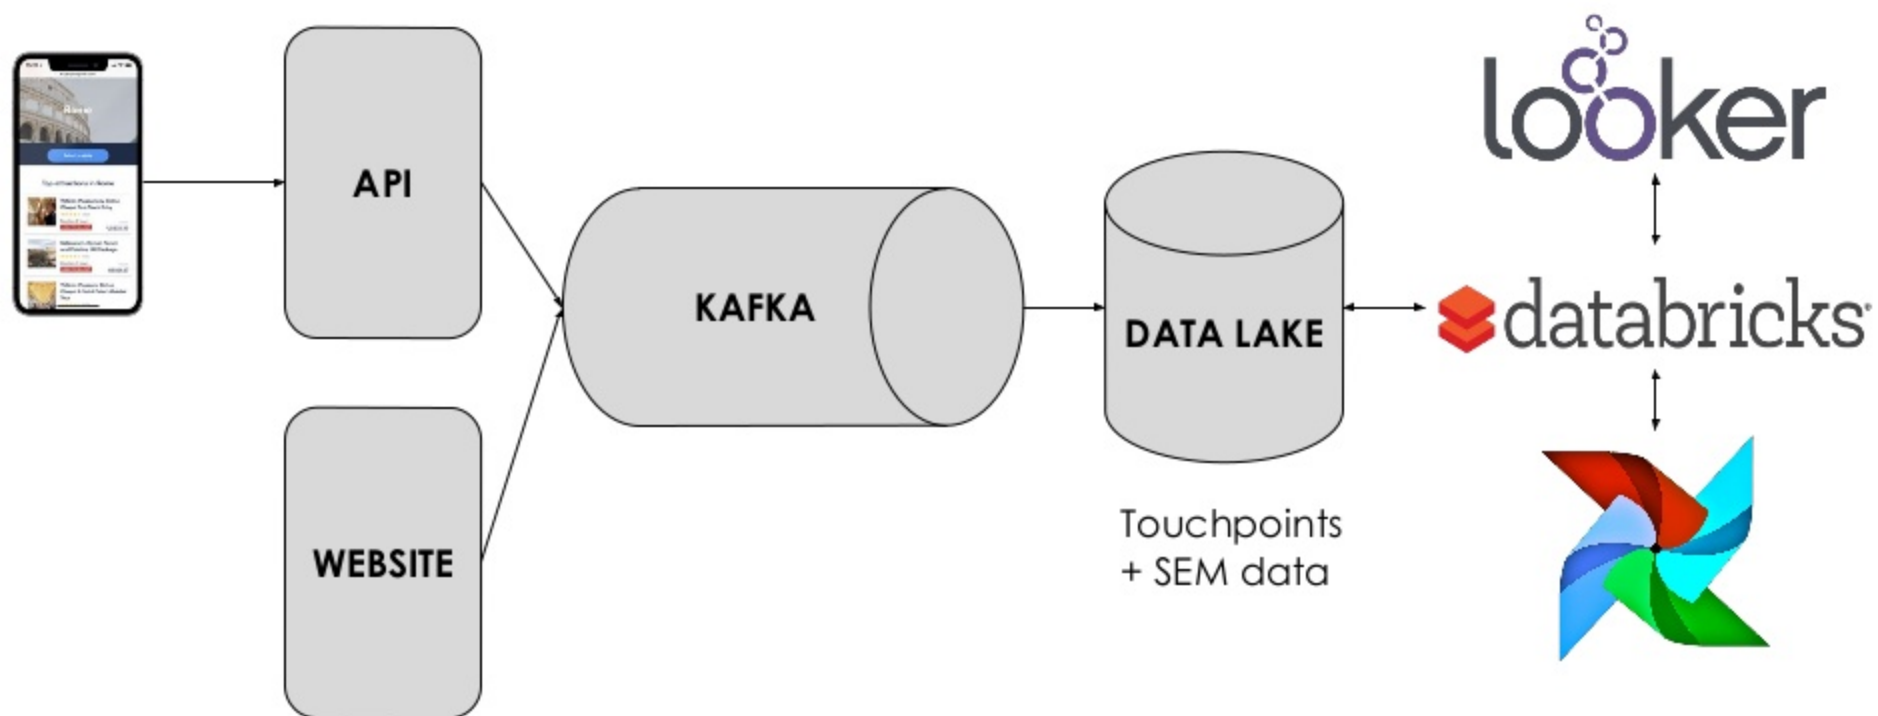 API
WEBSITE
KAFKA
DATA LAKE
Touchpoints
+ SEM data
looker
databricks